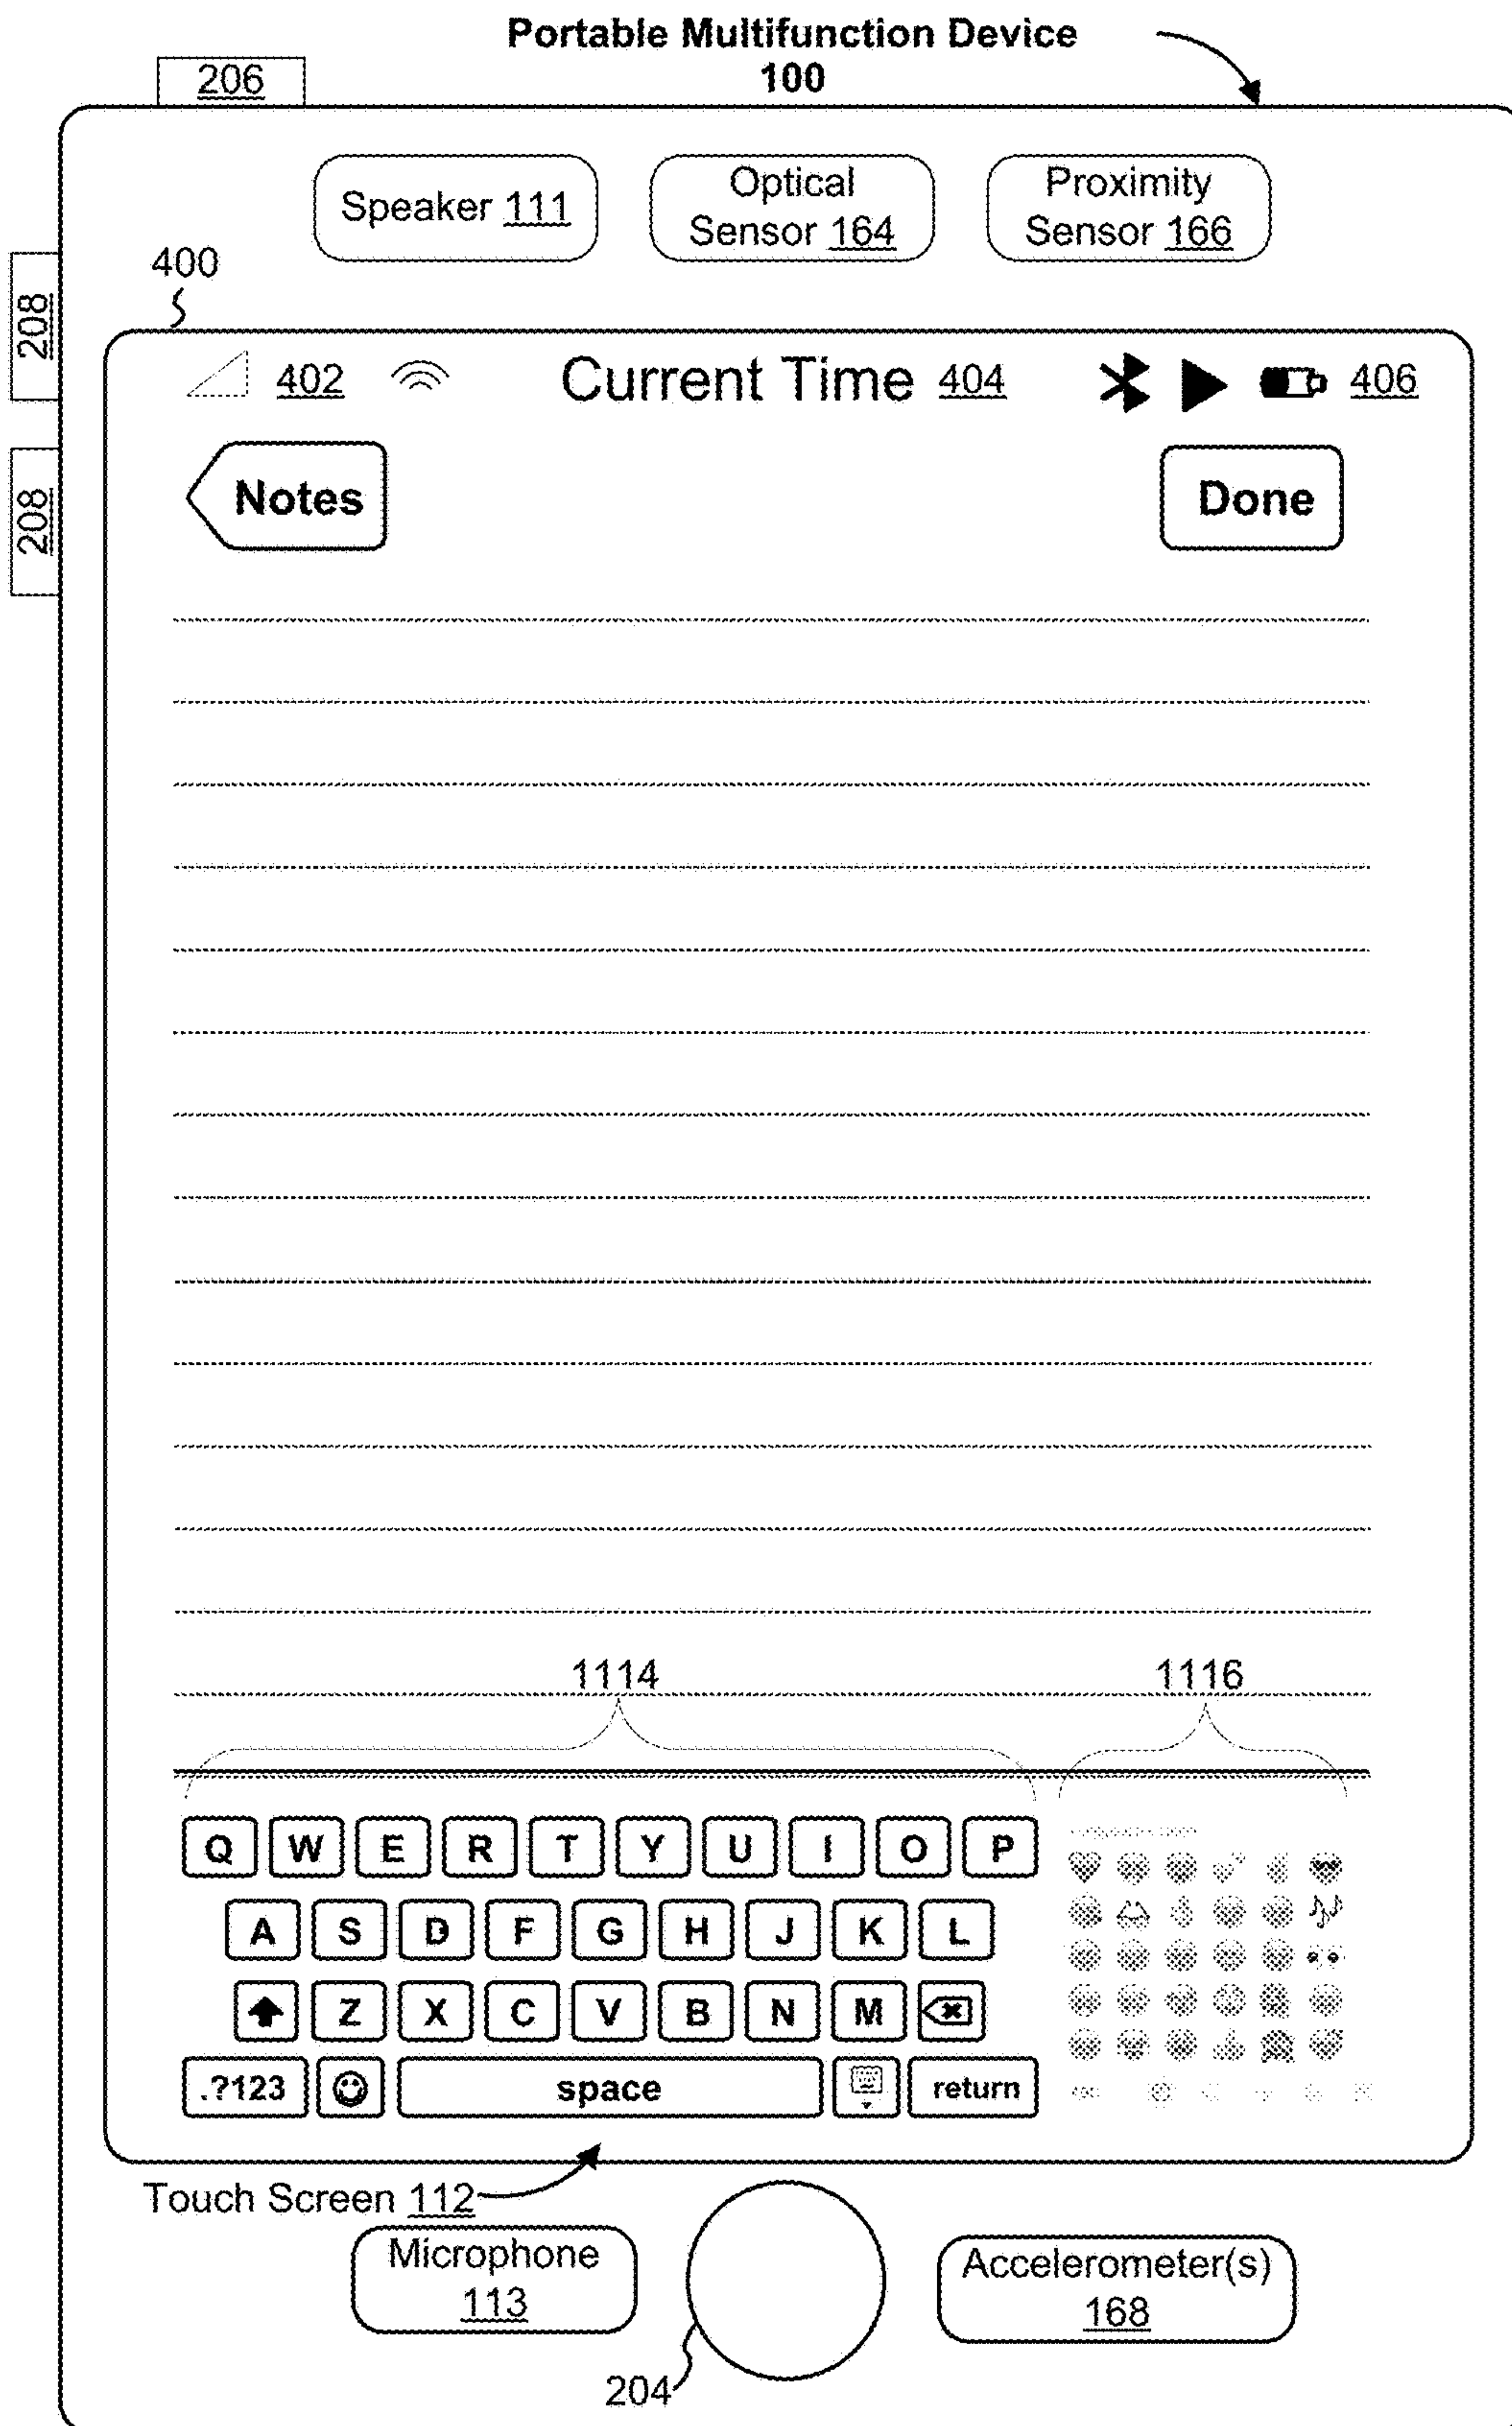 Portable Multifunction Device
100
206
Speaker 111
Optical
Sensor 164
Proximity
Sensor 166
400
208
402
Current Time 404
406
208
Notes
Done
1114
1116
Q W E R T Y U I O P
A S D F G H J K L
Z X C V B N M
.?123
space
return
Touch Screen 112
Microphone
113
Accelerometer(s)
168
204